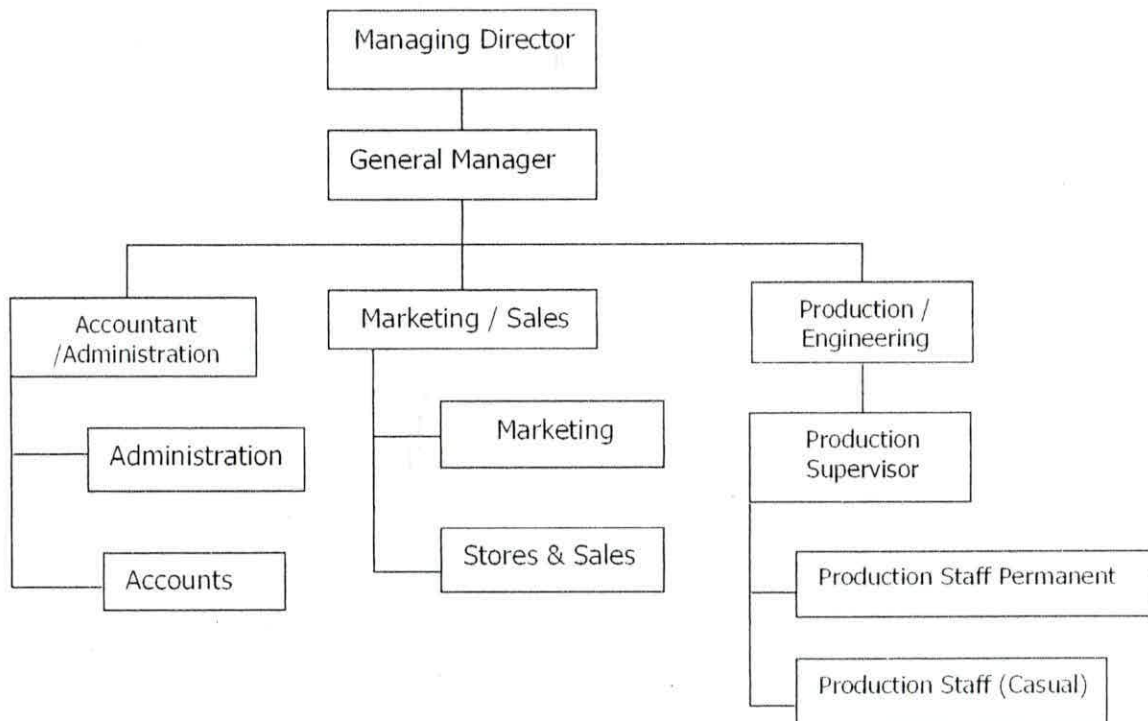 Managing Director
General Manager
Accountant
/Administration
Marketing / Sales
Production /
Engineering
Administration
Marketing
Production
Supervisor
Accounts
Stores & Sales
Production Staff Permanent
Production Staff (Casual)